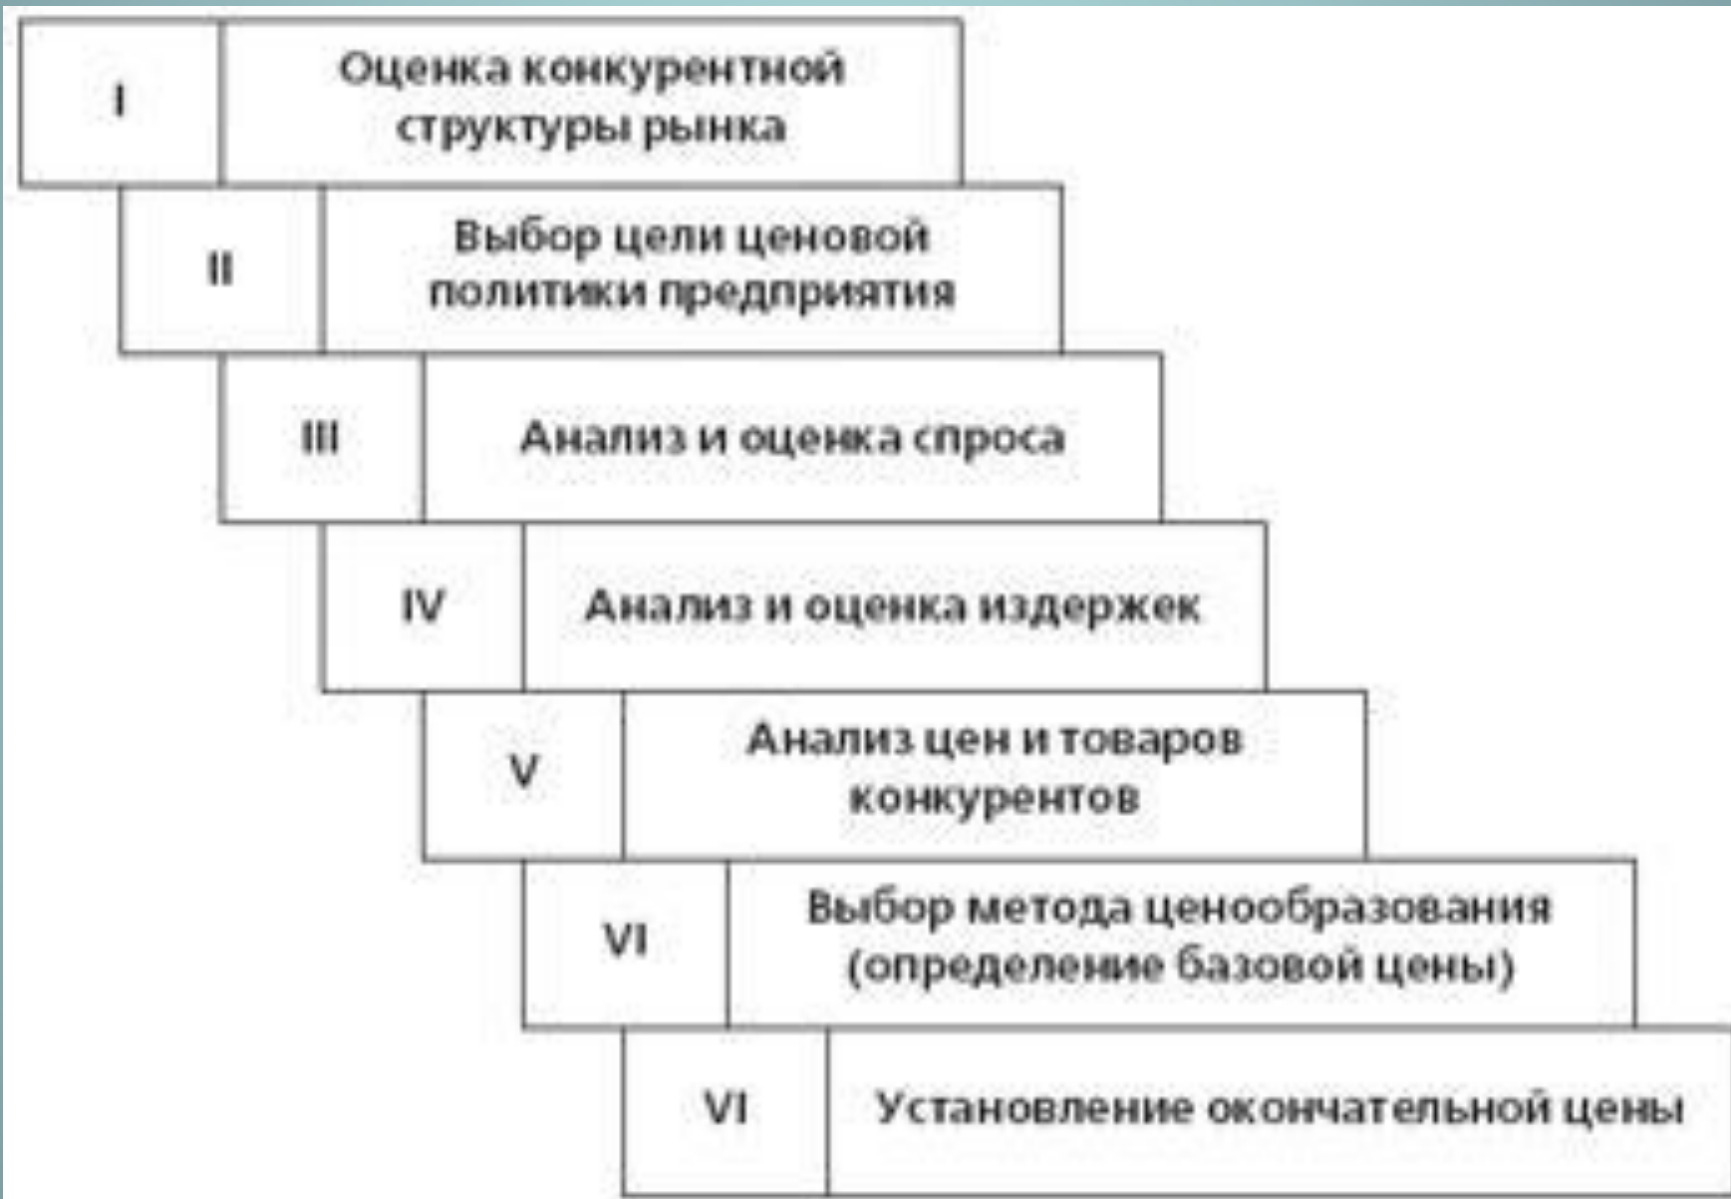 I
Оценка конкурентной
структуры рынка
II
Выбор цели ценовой
политики предприятия
III
Анализ и оценка спроса
IV
Анализ и оценка издержек
V
Анализ цен и товаров
конкурентов
VI
Выбор метода ценообразования
(определение базовой цены)
VI
Установление окончательной цены